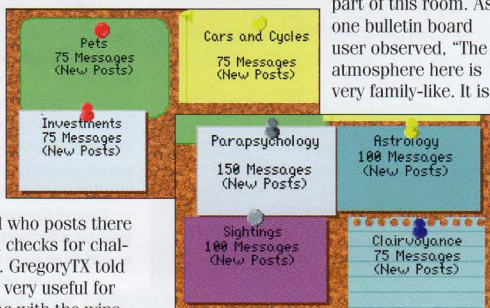 part of this room. As
one bulletin board
user observed, “The
atmosphere here is
very family-like. It is
Pets
75 Messages
(New Posts)
Cars and Cycles
75 Messages
(New Posts)
Investments
75 Messages
(New Posts)
Parapsychology
150 Messages
(New Posts)
Astrology
100 Messages
(New Posts)
Sightings
100 Messages
(New Posts)
Clairvoyance
75 Messages
(New Posts)
who posts there
checks for chal-
GregoryTX told
very useful for
with the